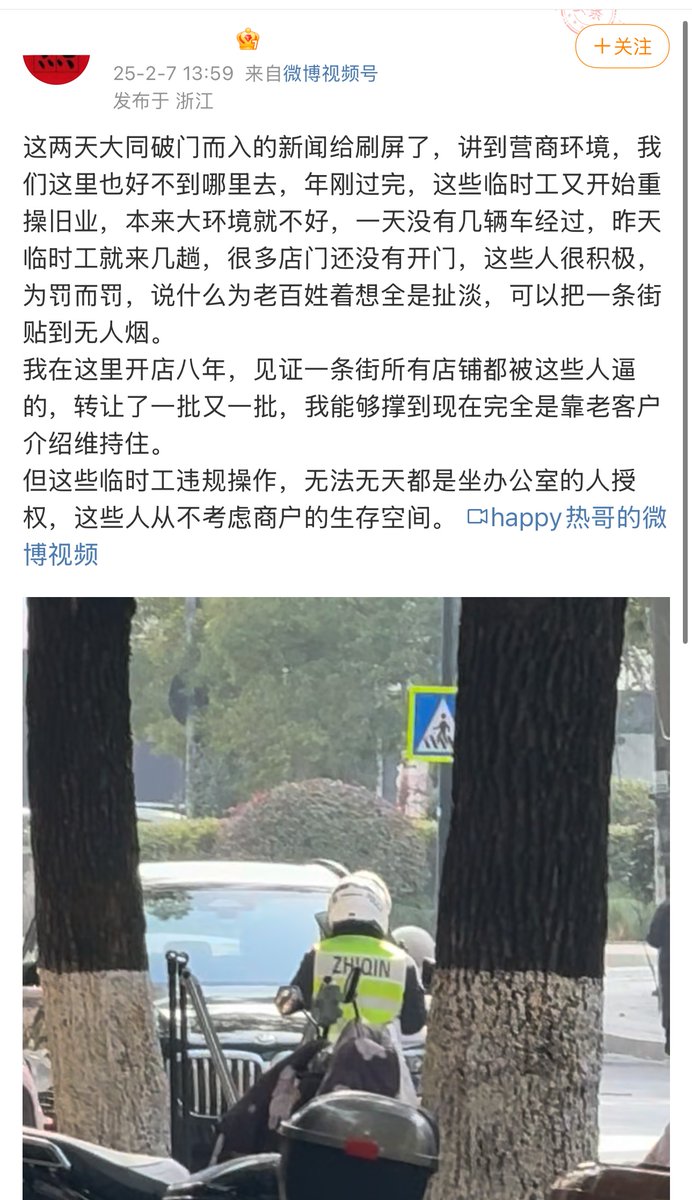 ＋关注
25-2-7 13:59 来自微博视频号
发布于 浙江
这两天大同破门而入的新闻给刷屏了，讲到营商环境，我
们这里也好不到哪里去，年刚过完，这些临时工又开始重
操旧业，本来大环境就不好，一天没有几辆车经过，昨天
临时工就来几趟，很多店门还没有开门，这些人很积极，
为罚而罚，说什么为老百姓着想全是扯淡，可以把一条街
贴到无人烟。
我在这里开店八年，见证一条街所有店铺都被这些人逼
的，转让了一批又一批，我能够撑到现在完全是靠老客户
介绍维持住。
但这些临时工违规操作，无法无天都是坐办公室的人授
权，这些人从不考虑商户的生存空间。 happy热哥的微
博视频
ZHIQIN